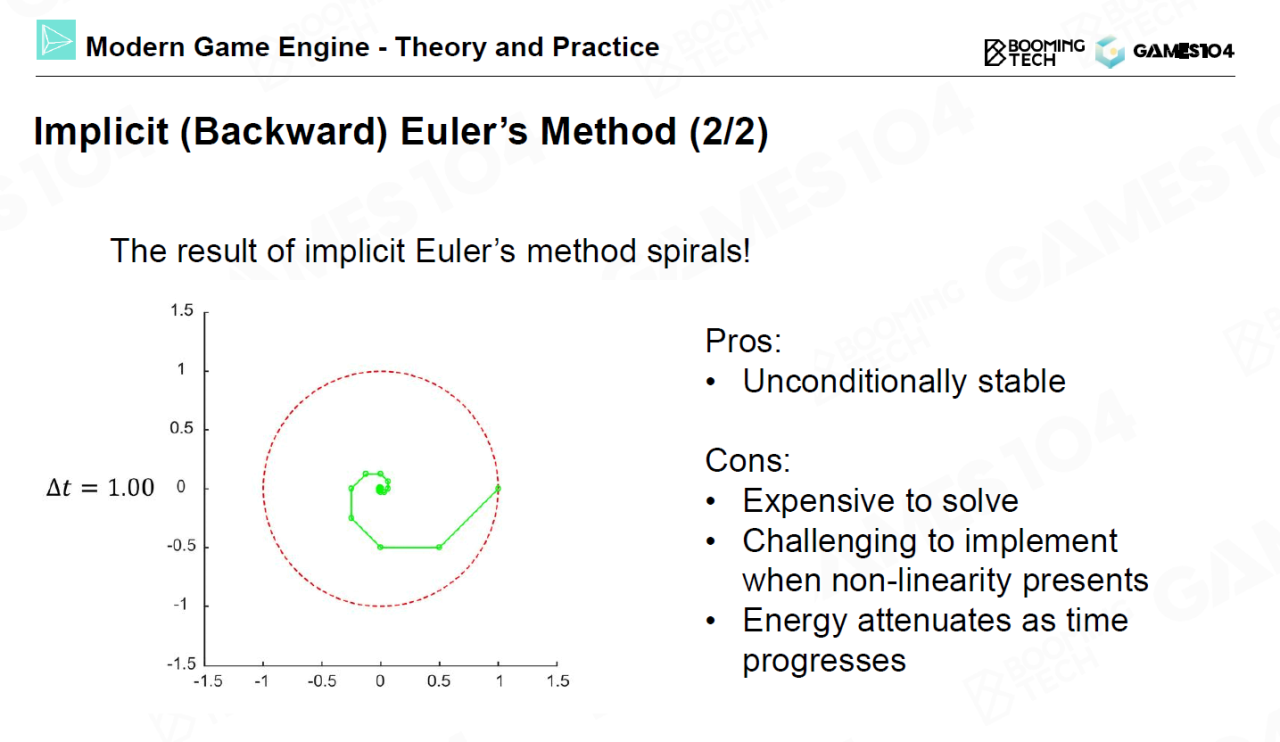 Modern Game Engine - Theory and Practice
BOOMING
TECH
GAMES104
Implicit (Backward) Euler’s Method (2/2)
The result of implicit Euler’s method spirals!
1.5
1
0.5
Δt = 1.00
0
-0.5
-1
-1.5
-1.5 -1 -0.5 0 0.5 1 1.5
Pros:
• Unconditionally stable
Cons:
• Expensive to solve
• Challenging to implement
when non-linearity presents
• Energy attenuates as time
progresses